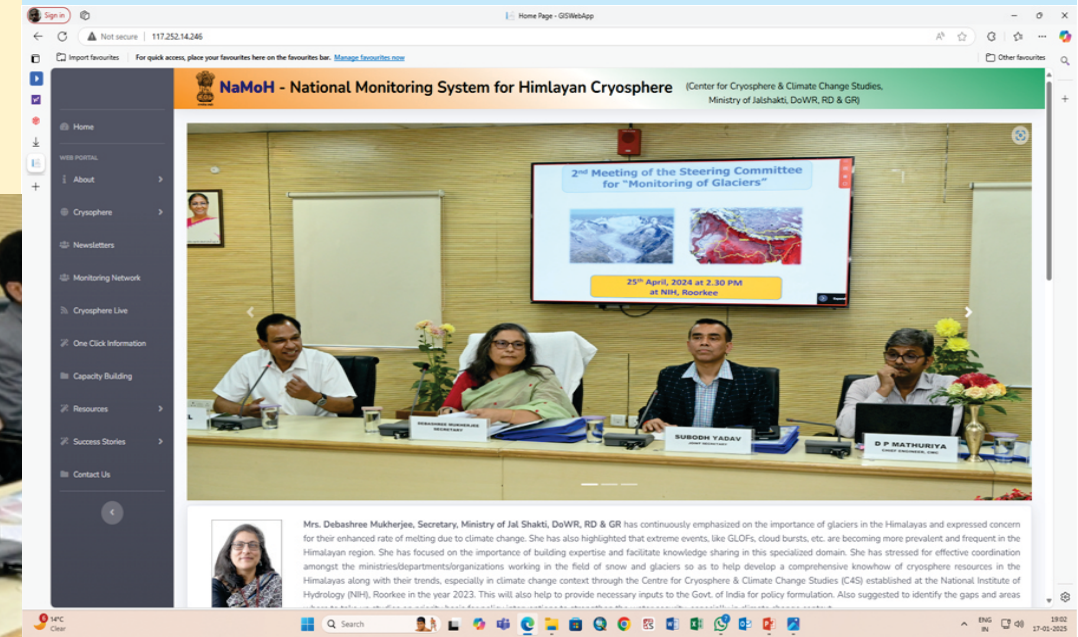 Sign in
Home Page - GISWebApp
Not secure | 117.252.14.246
Import favourites
For quick access, place your favourites here on the favourites bar. Manage favourites now
Other favourites
NaMoH - National Monitoring System for Himlayan Cryosphere
(Center for Cryosphere & Climate Change Studies,
Ministry of Jalshakti, DoWR, RD & GR)
Home
WEB PORTAL
About
Crysophere
Newsletters
Monitoring Network
Cryosphere Live
One Click Information
Capacity Building
Resources
Success Stories
Contact Us
2nd Meeting of the Steering Committee
for "Monitoring of Glaciers"
25th April, 2024 at 2.30 PM
at NIH, Roorkee
DEBASHREE MUKHERJEE
SECRETARY
SUBODH YADAV
JOINT SECRETARY
D P MATHURIYA
CHIEF ENGINEER, CWC
Mrs. Debashree Mukherjee, Secretary, Ministry of Jal Shakti, DoWR, RD & GR has continuously emphasized on the importance of glaciers in the Himalayas and expressed concern
for their enhanced rate of melting due to climate change. She has also highlighted that extreme events, like GLOFs, cloud bursts, etc. are becoming more prevalent and frequent in the
Himalayan region. She has focused on the importance of building expertise and facilitate knowledge sharing in this specialized domain. She has stressed for effective coordination
amongst the ministries/departments/organizations working in the field of snow and glaciers so as to help develop a comprehensive knowhow of cryosphere resources in the
Himalayas along with their trends, especially in climate change context through the Centre for Cryosphere & Climate Change Studies (C4S) established at the National Institute of
Hydrology (NIH), Roorkee in the year 2023. This will also help to provide necessary inputs to the Govt. of India for policy formulation. Also suggested to identify the gaps and areas
14°C
Clear
Search
ENG
IN
19:02
17-01-2025